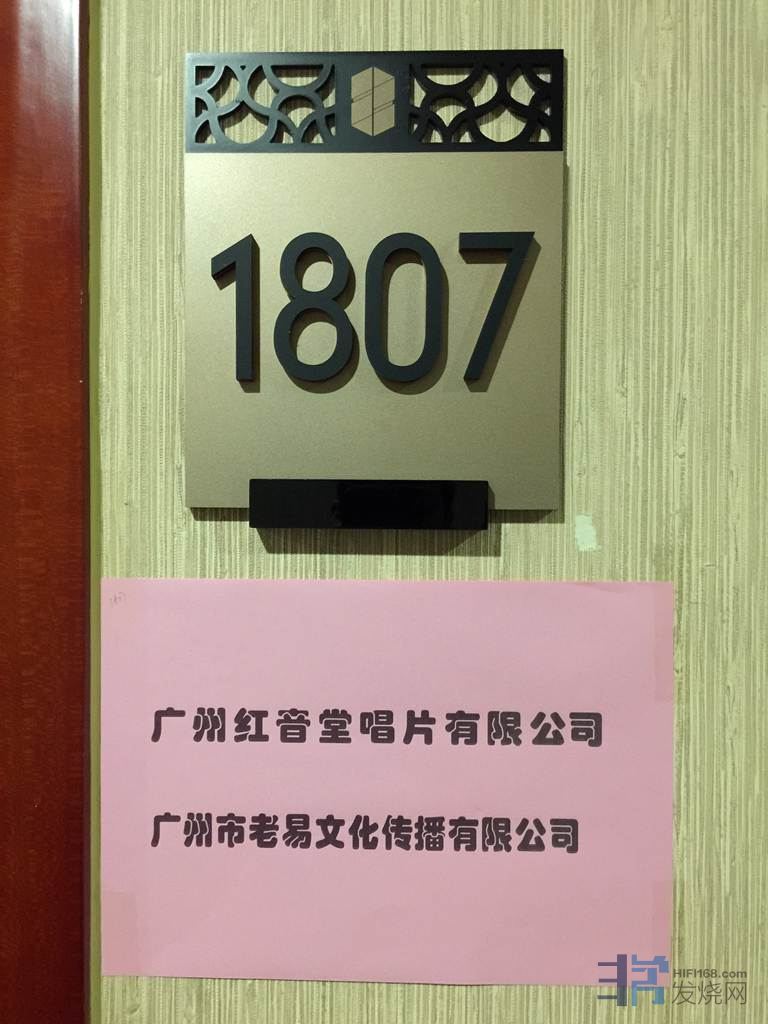 1807
广州红音堂唱片有限公司
广州市老易文化传播有限公司
HIFI168.com
发烧网